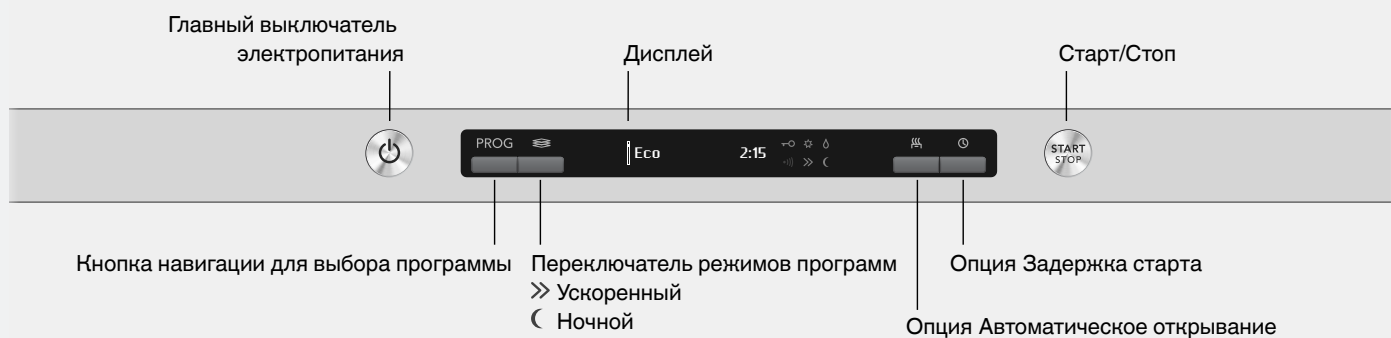 Главный выключатель
электропитания
Дисплей
Старт/Стоп
PROG
Eco
2:15
START
STOP
Кнопка навигации для выбора программы
Переключатель режимов программ
Ускоренный
Ночной
Опция Задержка старта
Опция Автоматическое открывание